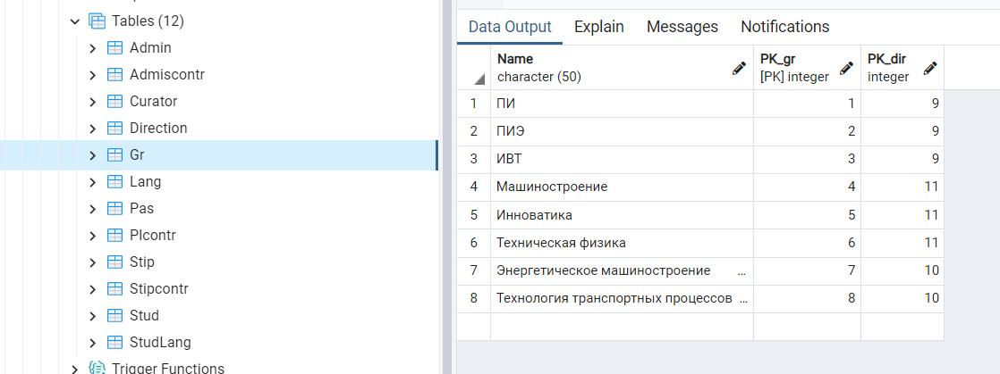 Tables (12)
Admin
Admiscontr
Curator
Direction
Gr
Lang
Pas
Plcontr
Stip
Stipcontr
Stud
StudLang
Trigger Functions
Data Output Explain Messages Notifications
Name PK_gr PK_dir
character (50) [PK] integer integer
1 ПИ 1 9
2 ПИЭ 2 9
3 ИВТ 3 9
4 Машиностроение 4 11
5 Инноватика 5 11
6 Техническая физика 6 11
7 Энергетическое машиностроение ... 7 10
8 Технология транспортных процессов ... 8 10